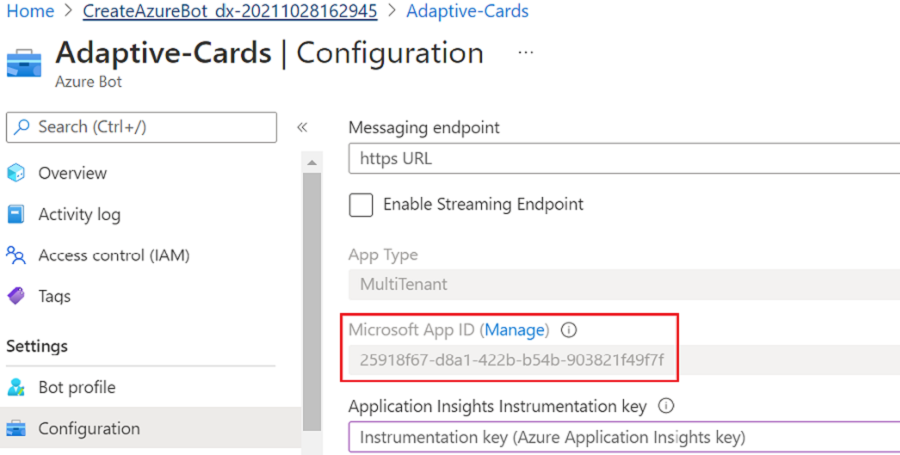 Home > CreateAzureBot_dx-20211028162945 > Adaptive-Cards
Adaptive-Cards | Configuration ...
Azure Bot
Search (Ctrl+/)
«
Overview
Activity log
Access control (IAM)
Tags
Settings
Bot profile
Configuration
Messaging endpoint
https URL
Enable Streaming Endpoint
App Type
MultiTenant
Microsoft App ID (Manage)
25918f67-d8a1-422b-b54b-903821f49f7f
Application Insights Instrumentation key
Instrumentation key (Azure Application Insights key)